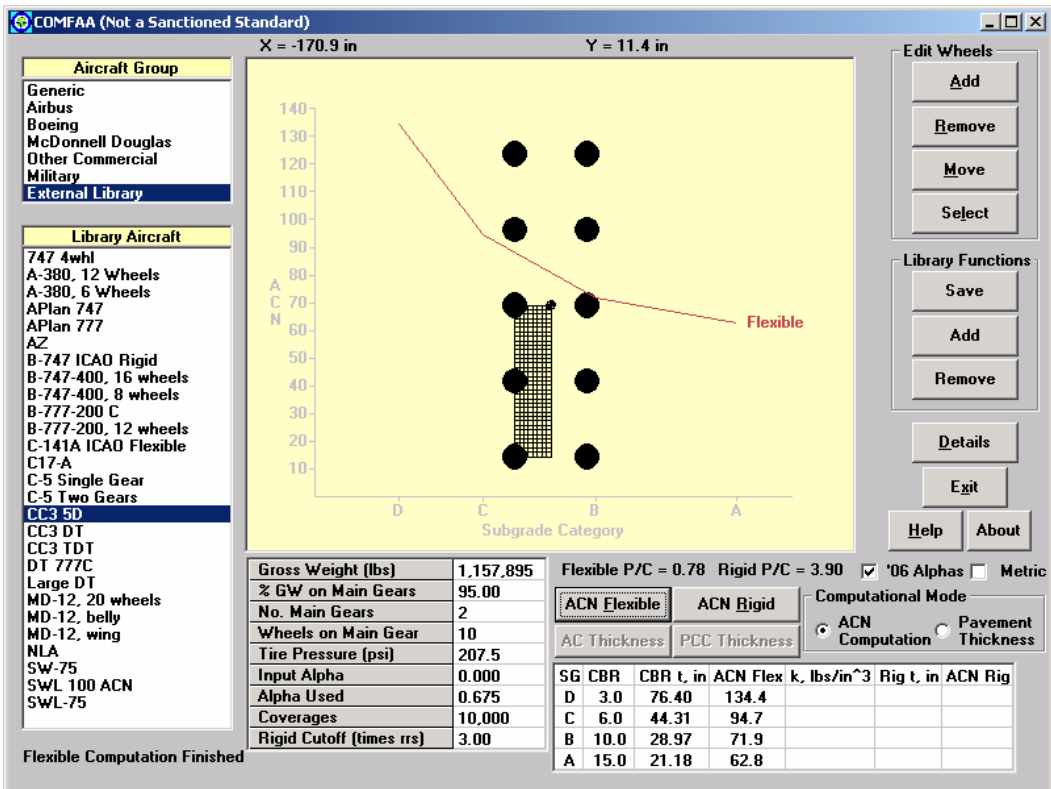 COMFAA (Not a Sanctioned Standard)
X = -170.9 in Y = 11.4 in
Aircraft Group
Generic
Airbus
Boeing
McDonnell Douglas
Other Commercial
Military
External Library
Library Aircraft
747 4whl
A-380, 12 Wheels
A-380, 6 Wheels
APlan 747
APlan 777
AZ
B-747 ICAO Rigid
B-747-400, 16 wheels
B-747-400, 8 wheels
B-777-200 C
B-777-200, 12 wheels
C-141A ICAO Flexible
C17-A
C-5 Single Gear
C-5 Two Gears
CC3 5D
CC3 DT
CC3 TDT
DT 777C
Large DT
MD-12, 20 wheels
MD-12, belly
MD-12, wing
NLA
SW-75
SWL 100 ACN
SWL-75
Flexible Computation Finished
140
130
120
110
100
90
80
70
60
50
40
30
20
10
A
C
N
Flexible
D C B A
Subgrade Category
Edit Wheels
Add
Remove
Move
Select
Library Functions
Save
Add
Remove
Details
Exit
Help About
Gross Weight (lbs) 1,157,895
% GW on Main Gears 95.00
No. Main Gears 2
Wheels on Main Gear 10
Tire Pressure (psi) 207.5
Input Alpha 0.000
Alpha Used 0.675
Coverages 10,000
Rigid Cutoff (times rrs) 3.00
Flexible P/C = 0.78 Rigid P/C = 3.90 '06 Alphas Metric
ACN Flexible ACN Rigid
AC Thickness PCC Thickness
Computational Mode
ACN Computation
Pavement Thickness
SG CBR CBR t, in ACN Flex k, lbs/in^3 Rig t, in ACN Rig
D 3.0 76.40 134.4
C 6.0 44.31 94.7
B 10.0 28.97 71.9
A 15.0 21.18 62.8